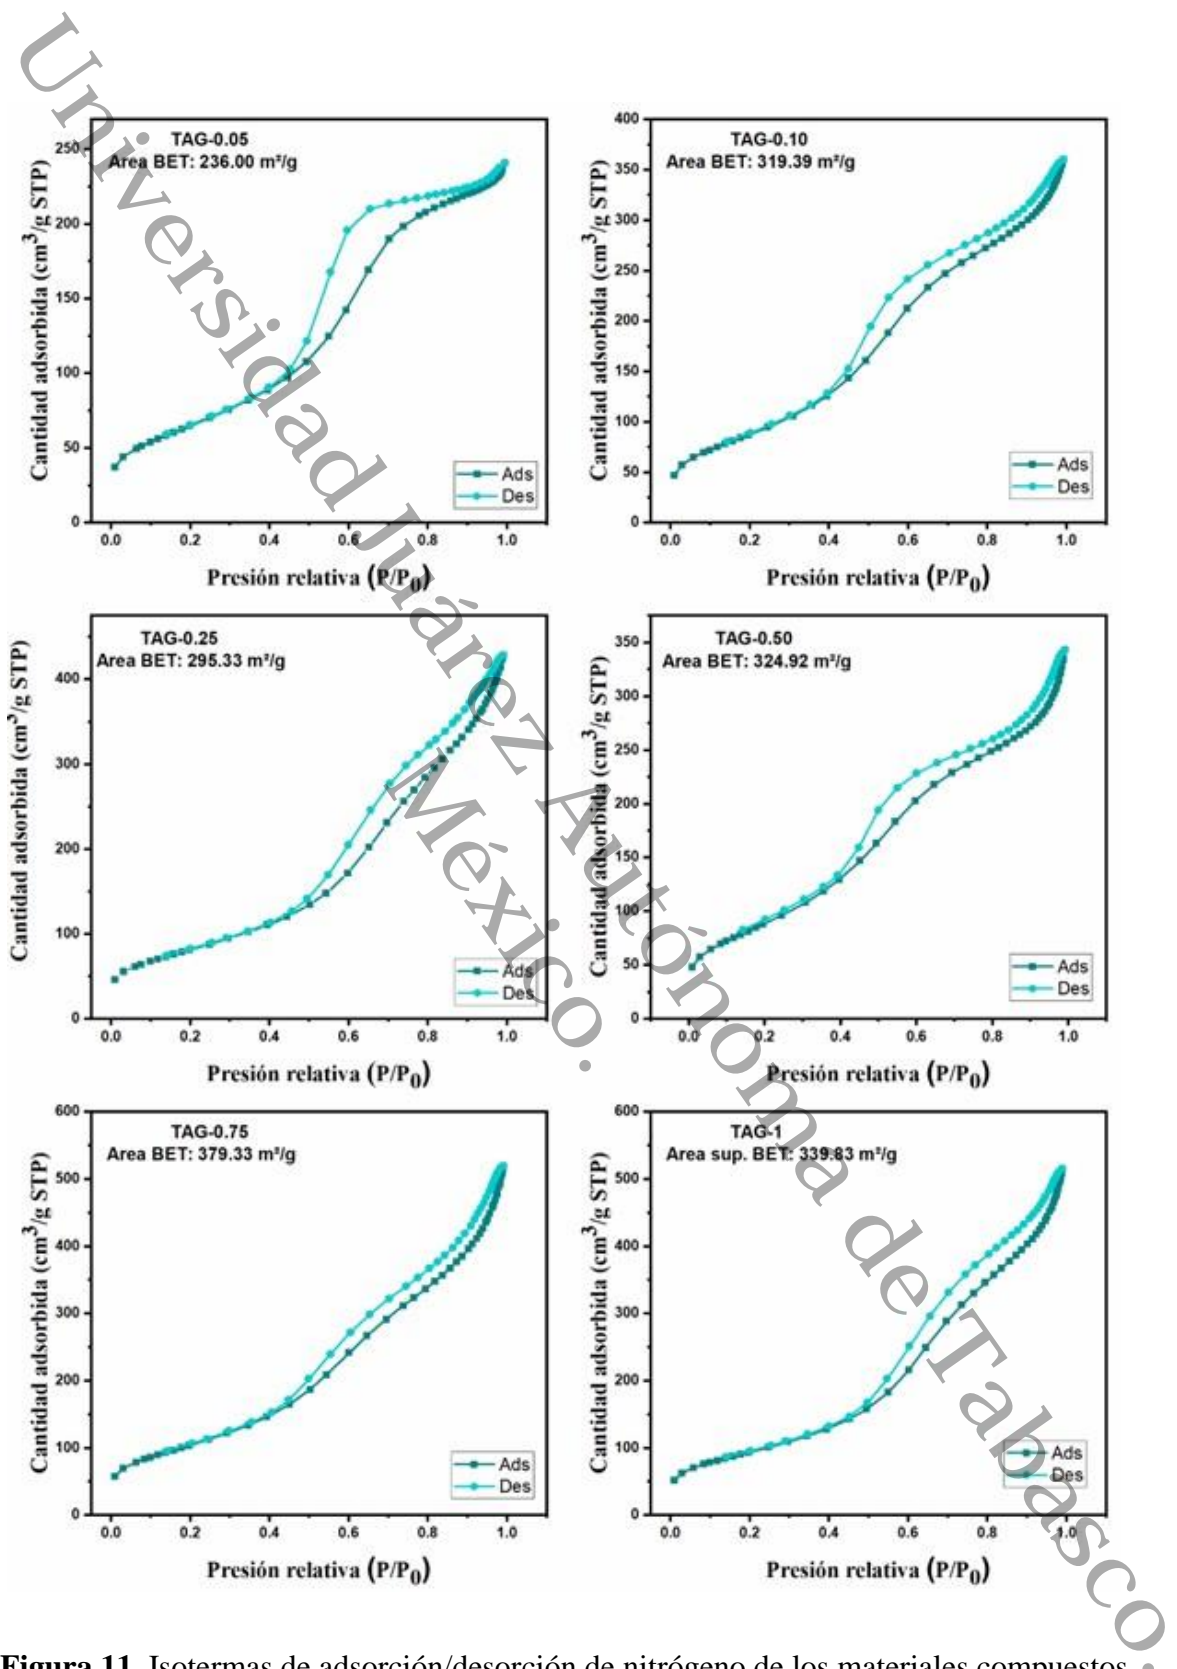 TAG-0.05
Area BET: 236.00 m²/g
Cantidad adsorbida (cm³/g STP)
250
200
150
100
50
0
Ads
Des
0.0 0.2 0.4 0.6 0.8 1.0
Presión relativa (P/P₀)
TAG-0.10
Area BET: 319.39 m²/g
Cantidad adsorbida (cm³/g STP)
400
350
300
250
200
150
100
50
0
Ads
Des
0.0 0.2 0.4 0.6 0.8 1.0
Presión relativa (P/P₀)
TAG-0.25
Area BET: 295.33 m²/g
Cantidad adsorbida (cm³/g STP)
400
300
200
100
0
Ads
Des
0.0 0.2 0.4 0.6 0.8 1.0
Presión relativa (P/P₀)
TAG-0.50
Area BET: 324.92 m²/g
Cantidad adsorbida (cm³/g STP)
350
300
250
200
150
100
50
0
Ads
Des
0.0 0.2 0.4 0.6 0.8 1.0
Presión relativa (P/P₀)
TAG-0.75
Area BET: 379.33 m²/g
Cantidad adsorbida (cm³/g STP)
600
500
400
300
200
100
0
Ads
Des
0.0 0.2 0.4 0.6 0.8 1.0
Presión relativa (P/P₀)
TAG-1
Area sup. BET: 339.83 m²/g
Cantidad adsorbida (cm³/g STP)
600
500
400
300
200
100
0
Ads
Des
0.0 0.2 0.4 0.6 0.8 1.0
Presión relativa (P/P₀)
Figura 11. Isotermas de adsorción/desorción de nitrógeno de los materiales compuestos
Universidad Juárez Autónoma de Tabasco.
México.